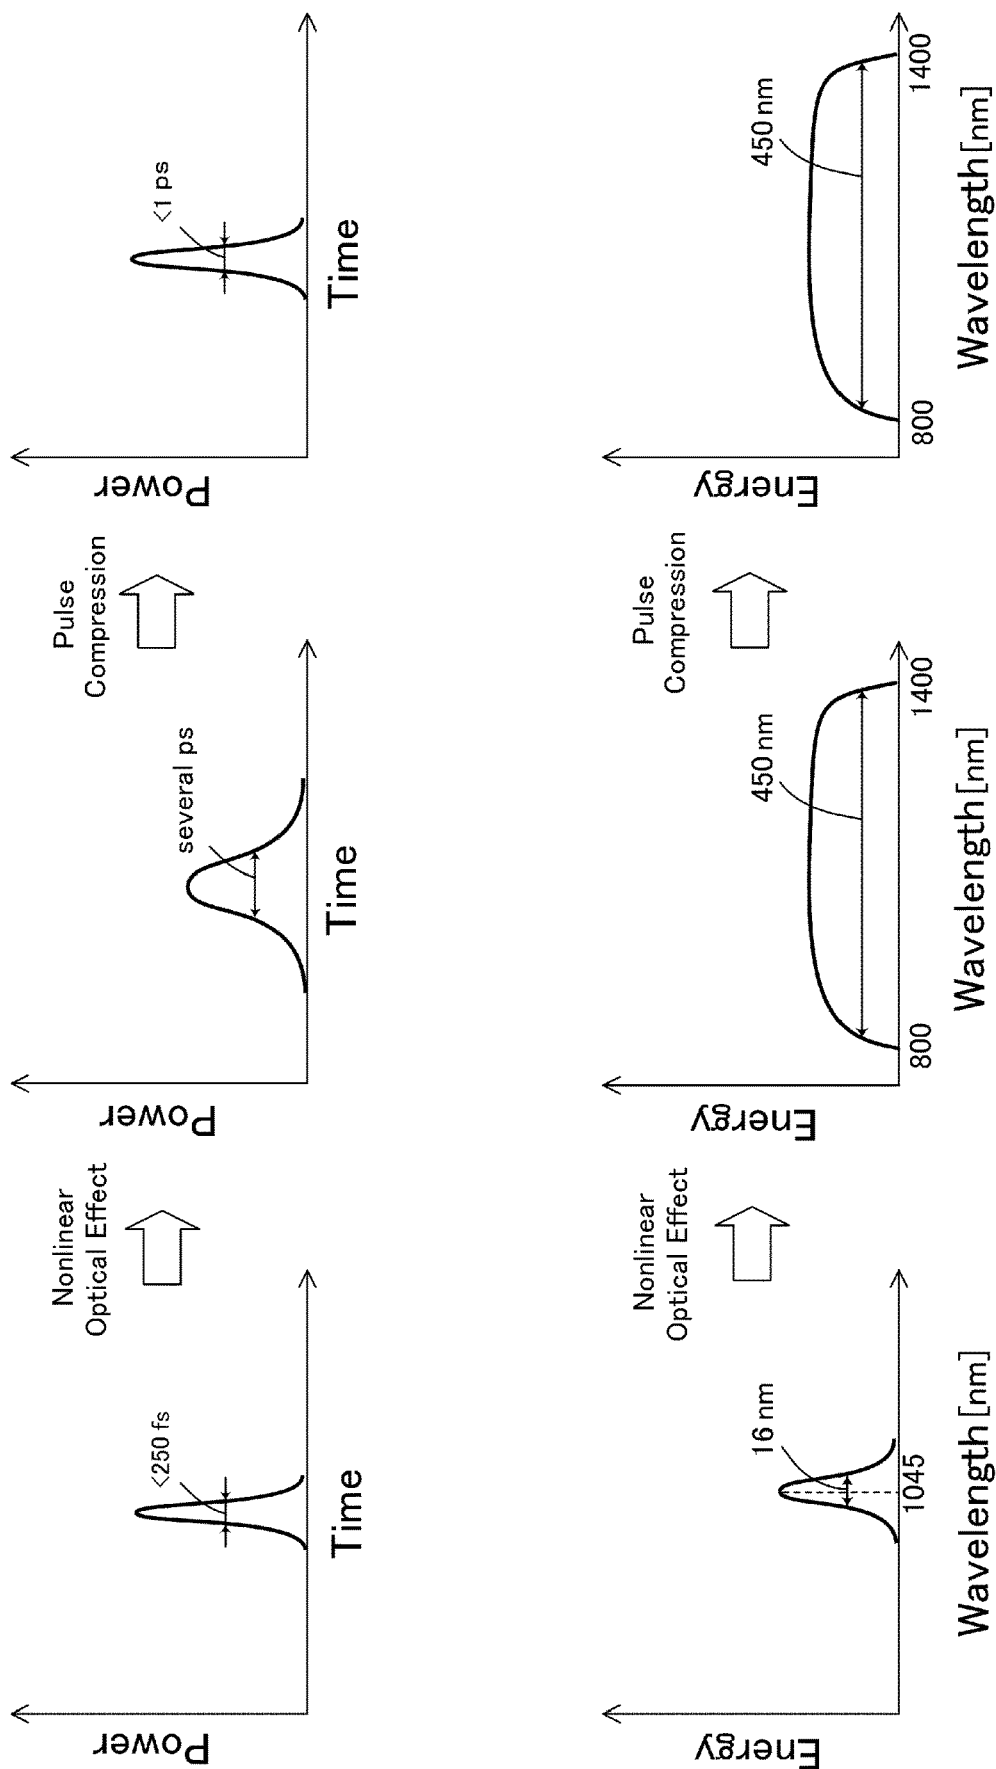 Power
<250 fs
Time
Nonlinear
Optical Effect
Power
several ps
Time
Pulse
Compression
Power
<1 ps
Time
Energy
16 nm
1045
Wavelength[nm]
Nonlinear
Optical Effect
Energy
450 nm
800
1400
Wavelength[nm]
Pulse
Compression
Energy
450 nm
800
1400
Wavelength[nm]